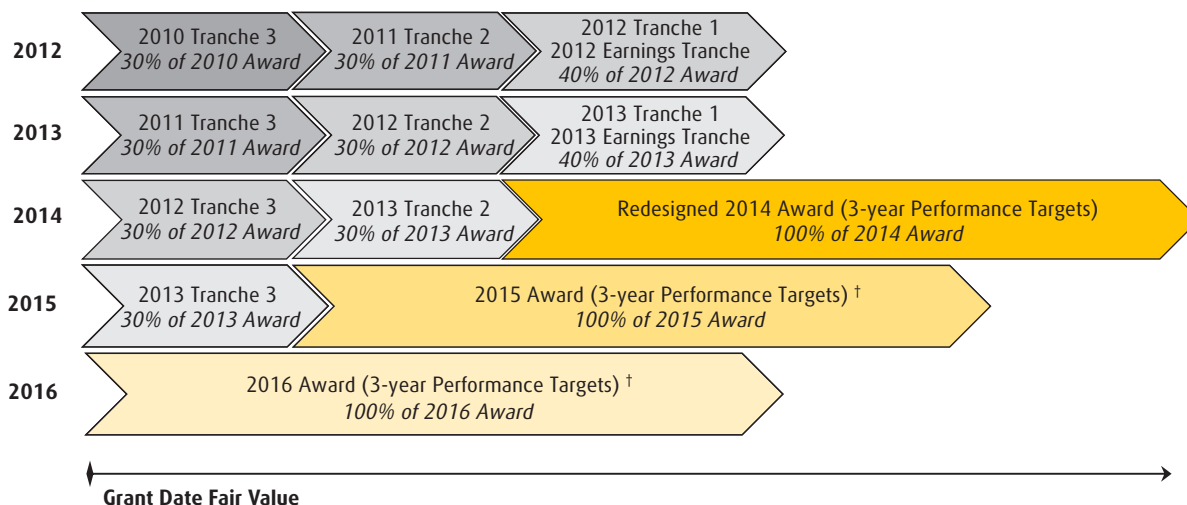 2012
2010 Tranche 3
30% of 2010 Award
2011 Tranche 2
30% of 2011 Award
2012 Tranche 1
2012 Earnings Tranche
40% of 2012 Award
2013
2011 Tranche 3
30% of 2011 Award
2012 Tranche 2
30% of 2012 Award
2013 Tranche 1
2013 Earnings Tranche
40% of 2013 Award
2014
2012 Tranche 3
30% of 2012 Award
2013 Tranche 2
30% of 2013 Award
Redesigned 2014 Award (3-year Performance Targets)
100% of 2014 Award
2015
2013 Tranche 3
30% of 2013 Award
2015 Award (3-year Performance Targets) †
100% of 2015 Award
2016
2016 Award (3-year Performance Targets) †
100% of 2016 Award
Grant Date Fair Value